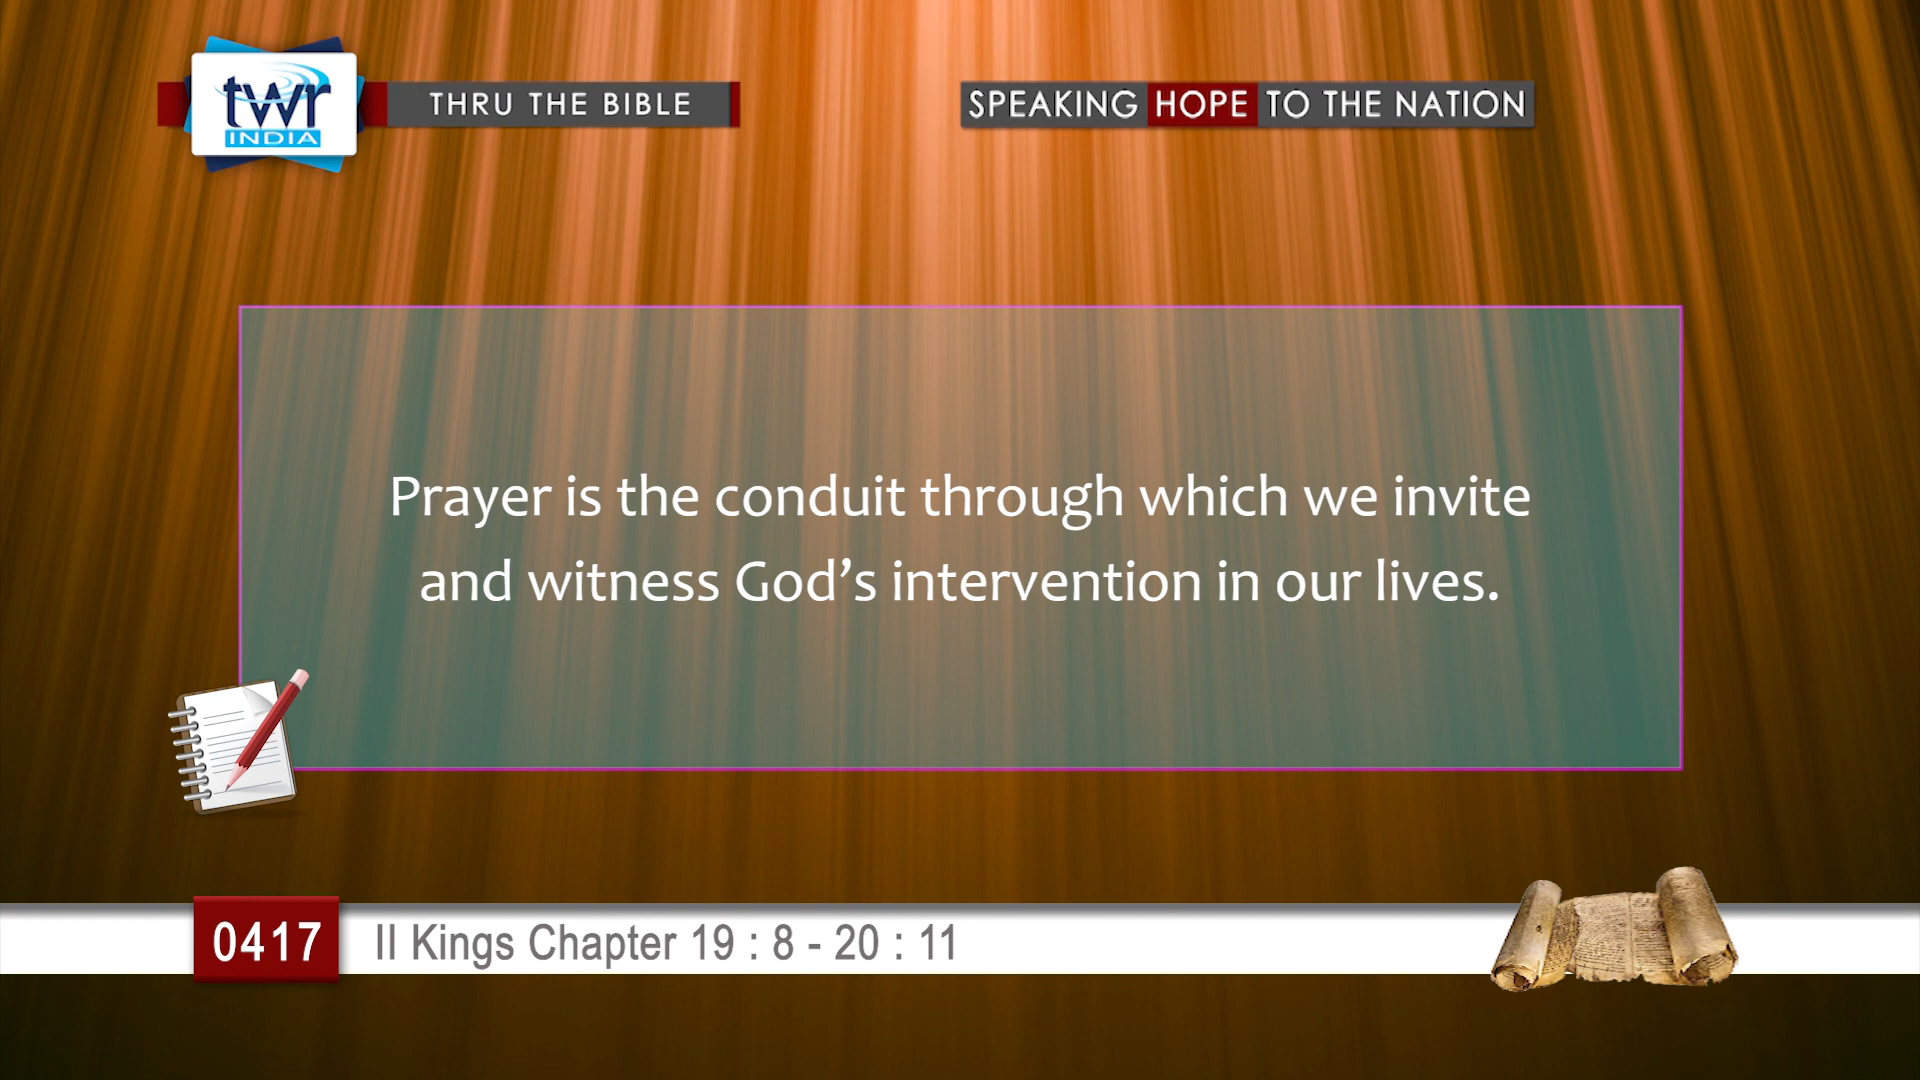 twr
INDIA
THRU THE BIBLE
SPEAKING HOPE TO THE NATION
Prayer is the conduit through which we invite
and witness God’s intervention in our lives.
0417
II Kings Chapter 19 : 8 - 20 : 11